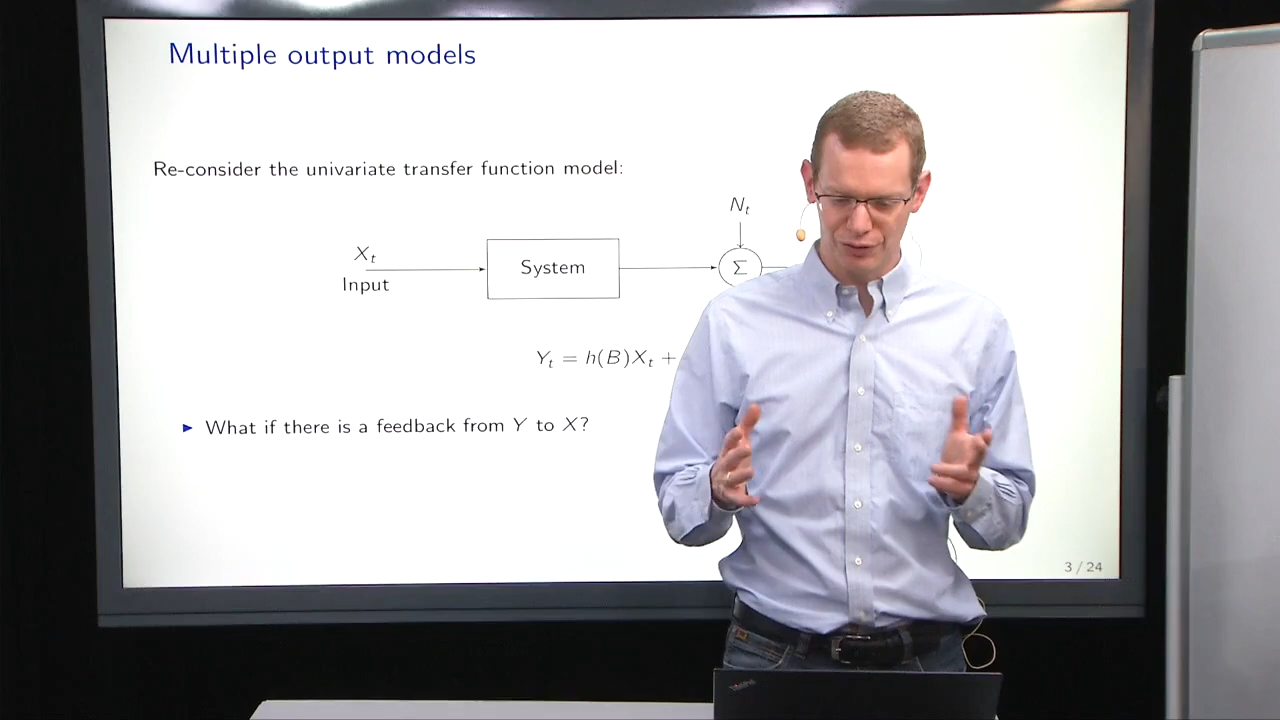 Multiple output models
Re-consider the univariate transfer function model:
N_t
X_t
System
Σ
Input
Y_t = h(B)X_t +
What if there is a feedback from Y to X?
3 / 24